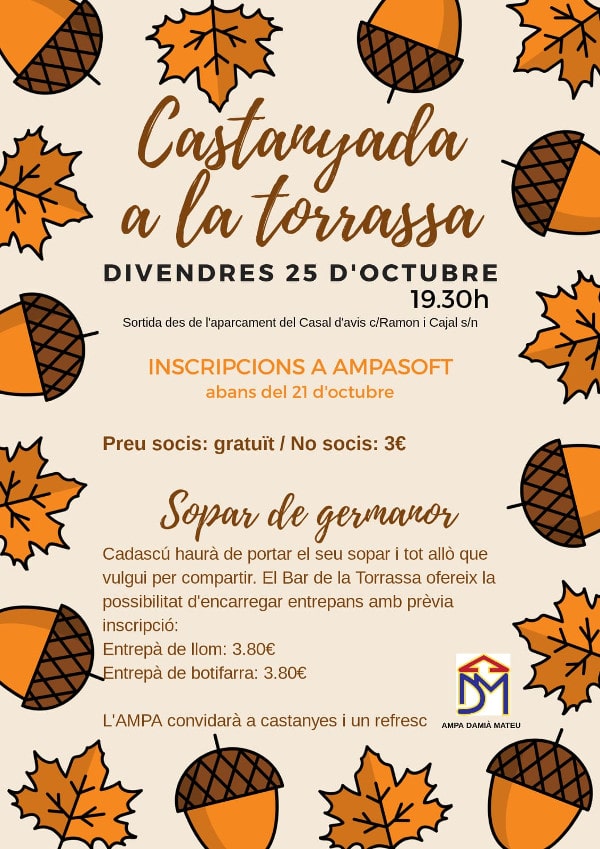 Castanyada
a la torrassa
DIVENDRES 25 D'OCTUBRE
19.30h
Sortida des de l'aparcament del Casal d'avis c/Ramon i Cajal s/n
INSCRIPCIONS A AMPASOFT
abans del 21 d'octubre
Preu socis: gratuït / No socis: 3€
Sopar de germanor
Cadascú haurà de portar el seu sopar i tot allò que
vulgui per compartir. El Bar de la Torrassa ofereix la
possibilitat d'encarregar entrepans amb prèvia
inscripció:
Entrepà de llom: 3.80€
Entrepà de botifarra: 3.80€
L'AMPA convidarà a castanyes i un refresc
DM
AMPA DAMIÀ MATEU